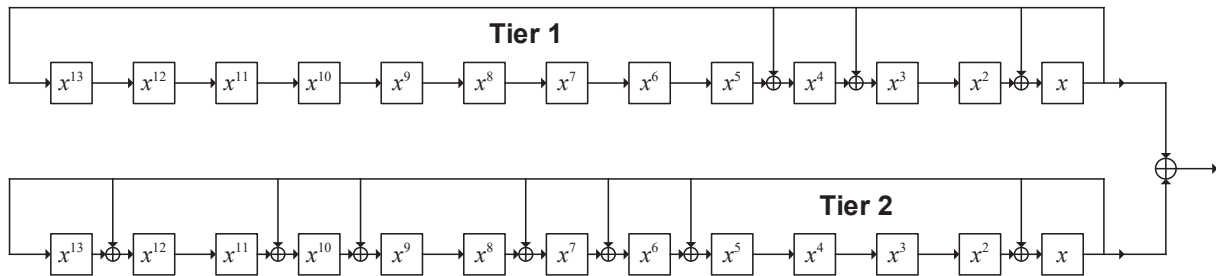 Tier 1
x¹³ x¹² x¹¹ x¹⁰ x⁹ x⁸ x⁷ x⁶ x⁵ x⁴ x³ x² x
Tier 2
x¹³ x¹² x¹¹ x¹⁰ x⁹ x⁸ x⁷ x⁶ x⁵ x⁴ x³ x² x